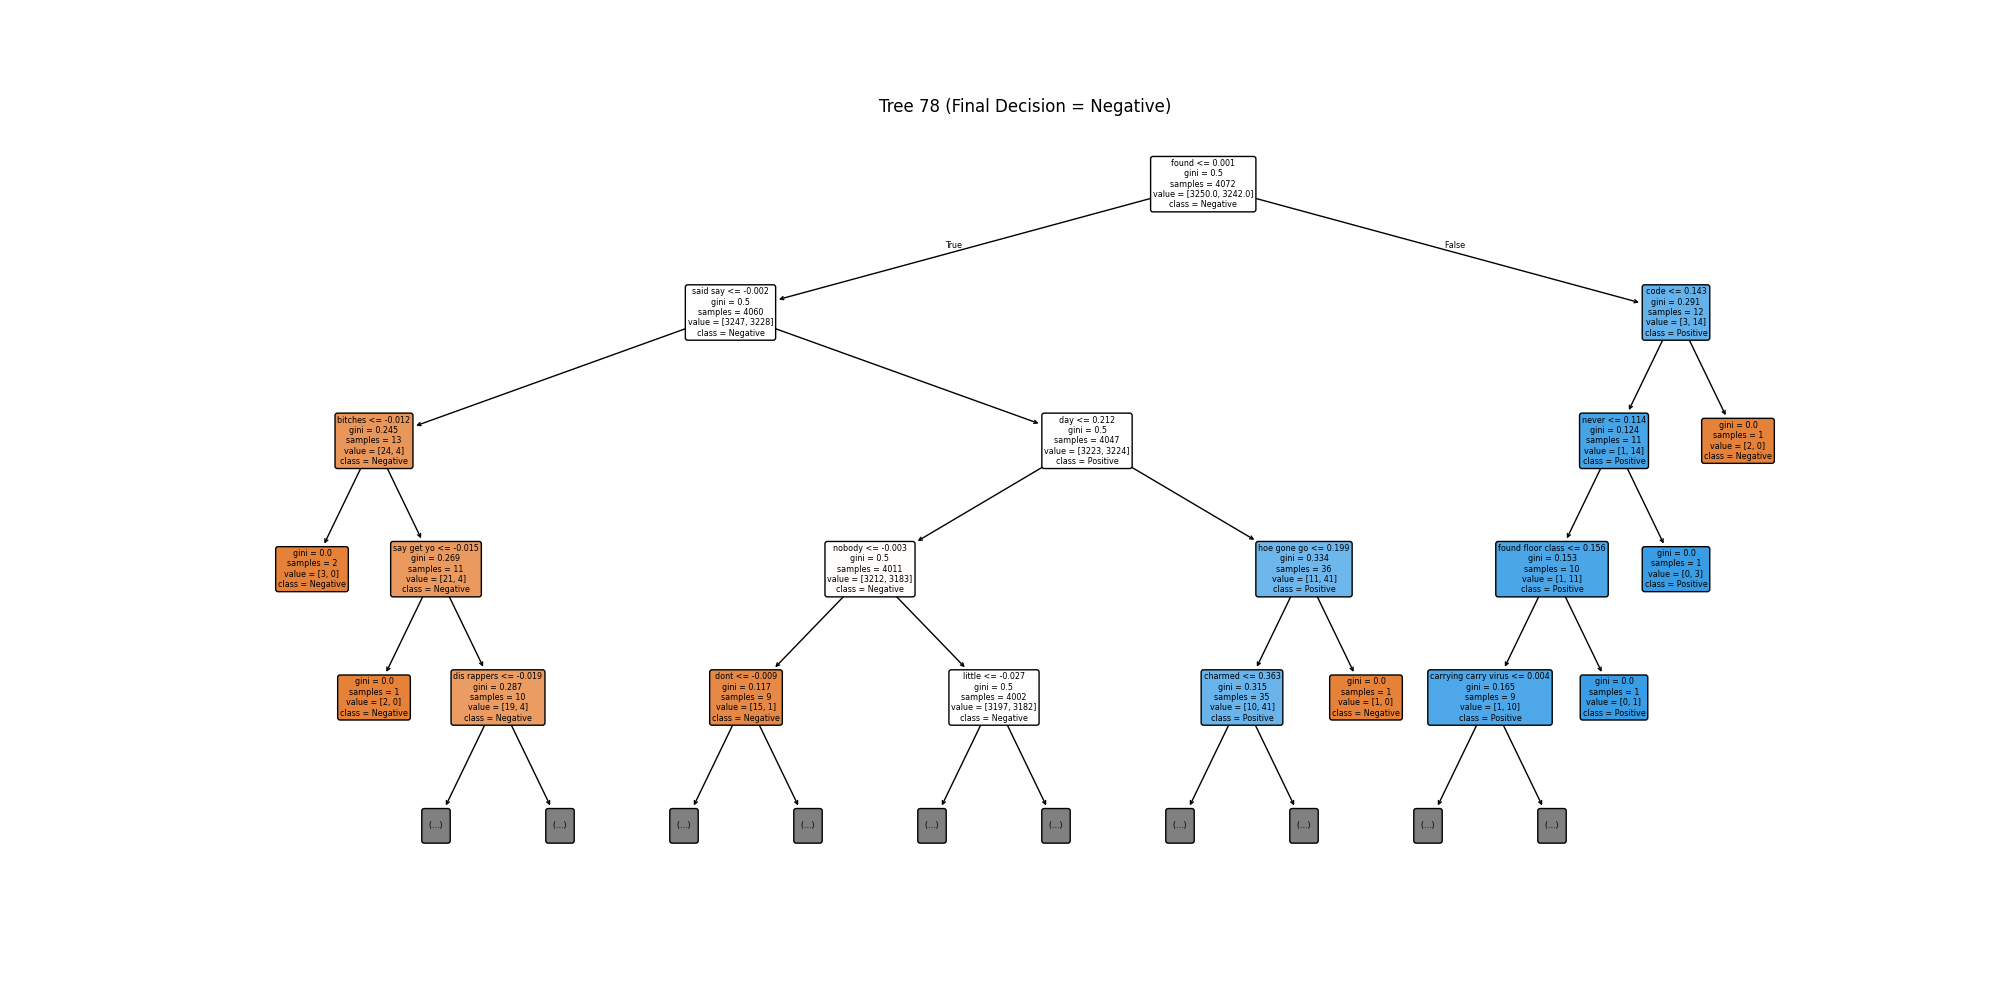 Tree 78 (Final Decision = Negative)
found <= 0.001
gini = 0.5
samples = 4072
value = [3250.0, 3242.0]
class = Negative
True
False
said say <= -0.002
gini = 0.5
samples = 4060
value = [3247, 3228]
class = Negative
code <= 0.143
gini = 0.291
samples = 12
value = [3, 14]
class = Positive
bitches <= -0.012
gini = 0.245
samples = 13
value = [24, 4]
class = Negative
day <= 0.212
gini = 0.5
samples = 4047
value = [3223, 3224]
class = Positive
never <= 0.114
gini = 0.124
samples = 11
value = [1, 14]
class = Positive
gini = 0.0
samples = 1
value = [2, 0]
class = Negative
gini = 0.0
samples = 2
value = [3, 0]
class = Negative
say get yo <= -0.015
gini = 0.269
samples = 11
value = [21, 4]
class = Negative
nobody <= -0.003
gini = 0.5
samples = 4011
value = [3212, 3183]
class = Negative
hoe gone go <= 0.199
gini = 0.334
samples = 36
value = [11, 41]
class = Positive
found floor class <= 0.156
gini = 0.153
samples = 10
value = [1, 11]
class = Positive
gini = 0.0
samples = 1
value = [0, 3]
class = Positive
gini = 0.0
samples = 1
value = [2, 0]
class = Negative
dis rappers <= -0.019
gini = 0.287
samples = 10
value = [19, 4]
class = Negative
dont <= -0.009
gini = 0.117
samples = 9
value = [15, 1]
class = Negative
little <= -0.027
gini = 0.5
samples = 4002
value = [3197, 3182]
class = Negative
charmed <= 0.363
gini = 0.315
samples = 35
value = [10, 41]
class = Positive
gini = 0.0
samples = 1
value = [1, 0]
class = Negative
carrying carry virus <= 0.004
gini = 0.165
samples = 9
value = [1, 10]
class = Positive
gini = 0.0
samples = 1
value = [0, 1]
class = Positive
(...)
(...)
(...)
(...)
(...)
(...)
(...)
(...)
(...)
(...)